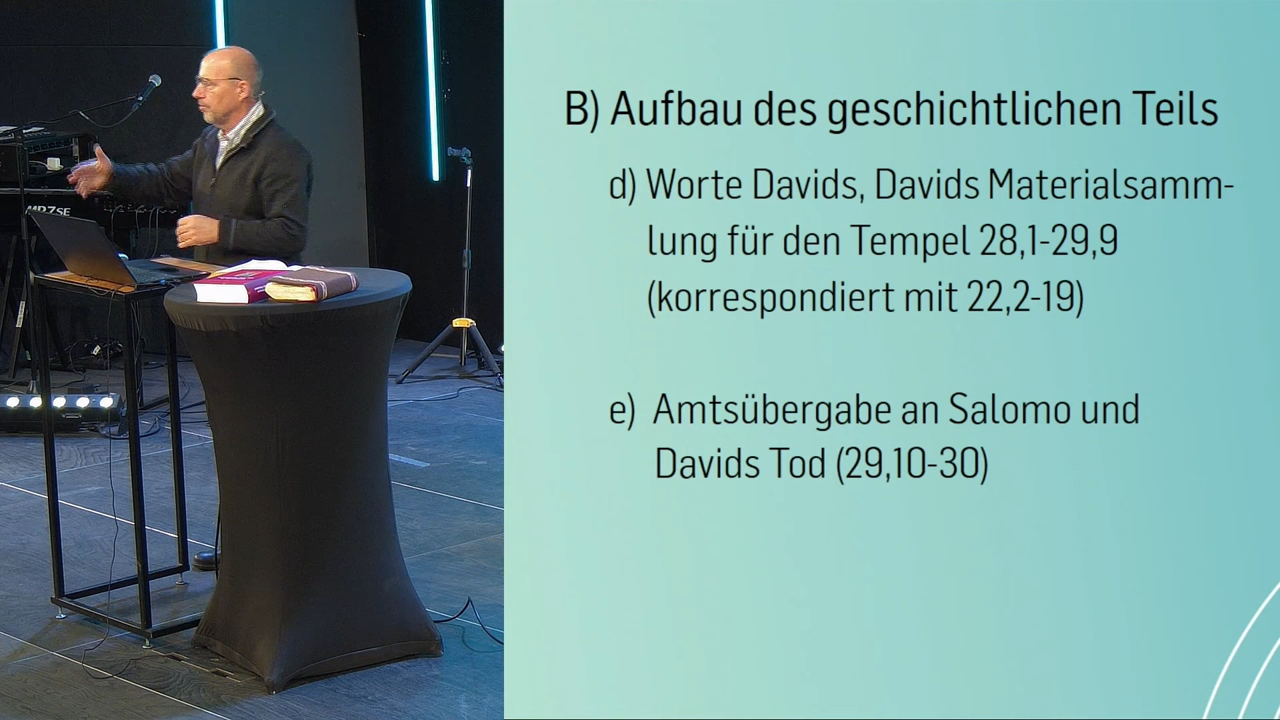 B) Aufbau des geschichtlichen Teils
d) Worte Davids, Davids Materialsamm-
lung für den Tempel 28,1-29,9
(korrespondiert mit 22,2-19)
e) Amtsübergabe an Salomo und
Davids Tod (29,10-30)